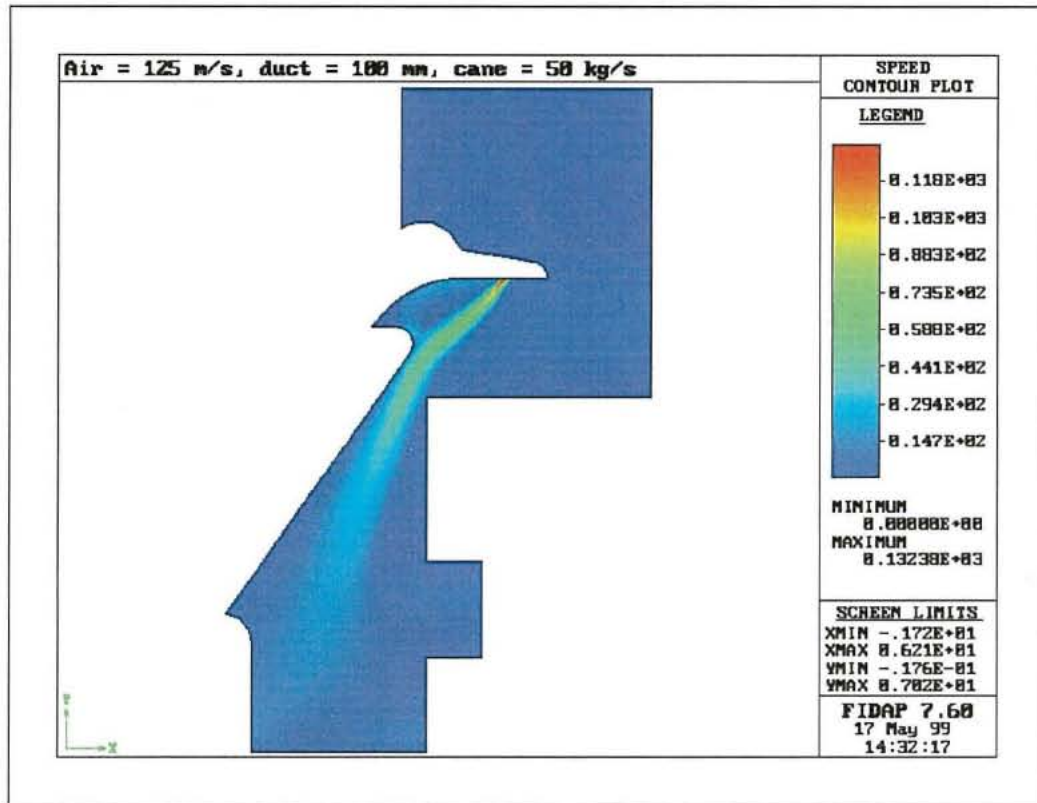 Air = 125 m/s, duct = 100 mm, cane = 50 kg/s
SPEED
CONTOUR PLOT
LEGEND
0.118E+03
0.103E+03
0.883E+02
0.735E+02
0.588E+02
0.441E+02
0.294E+02
0.147E+02
MINIMUM
0.00000E+00
MAXIMUM
0.13238E+03
SCREEN LIMITS
XMIN -.172E+01
XMAX 0.621E+01
YMIN -.176E-01
YMAX 0.702E+01
FIDAP 7.60
17 May 99
14:32:17
Y
X